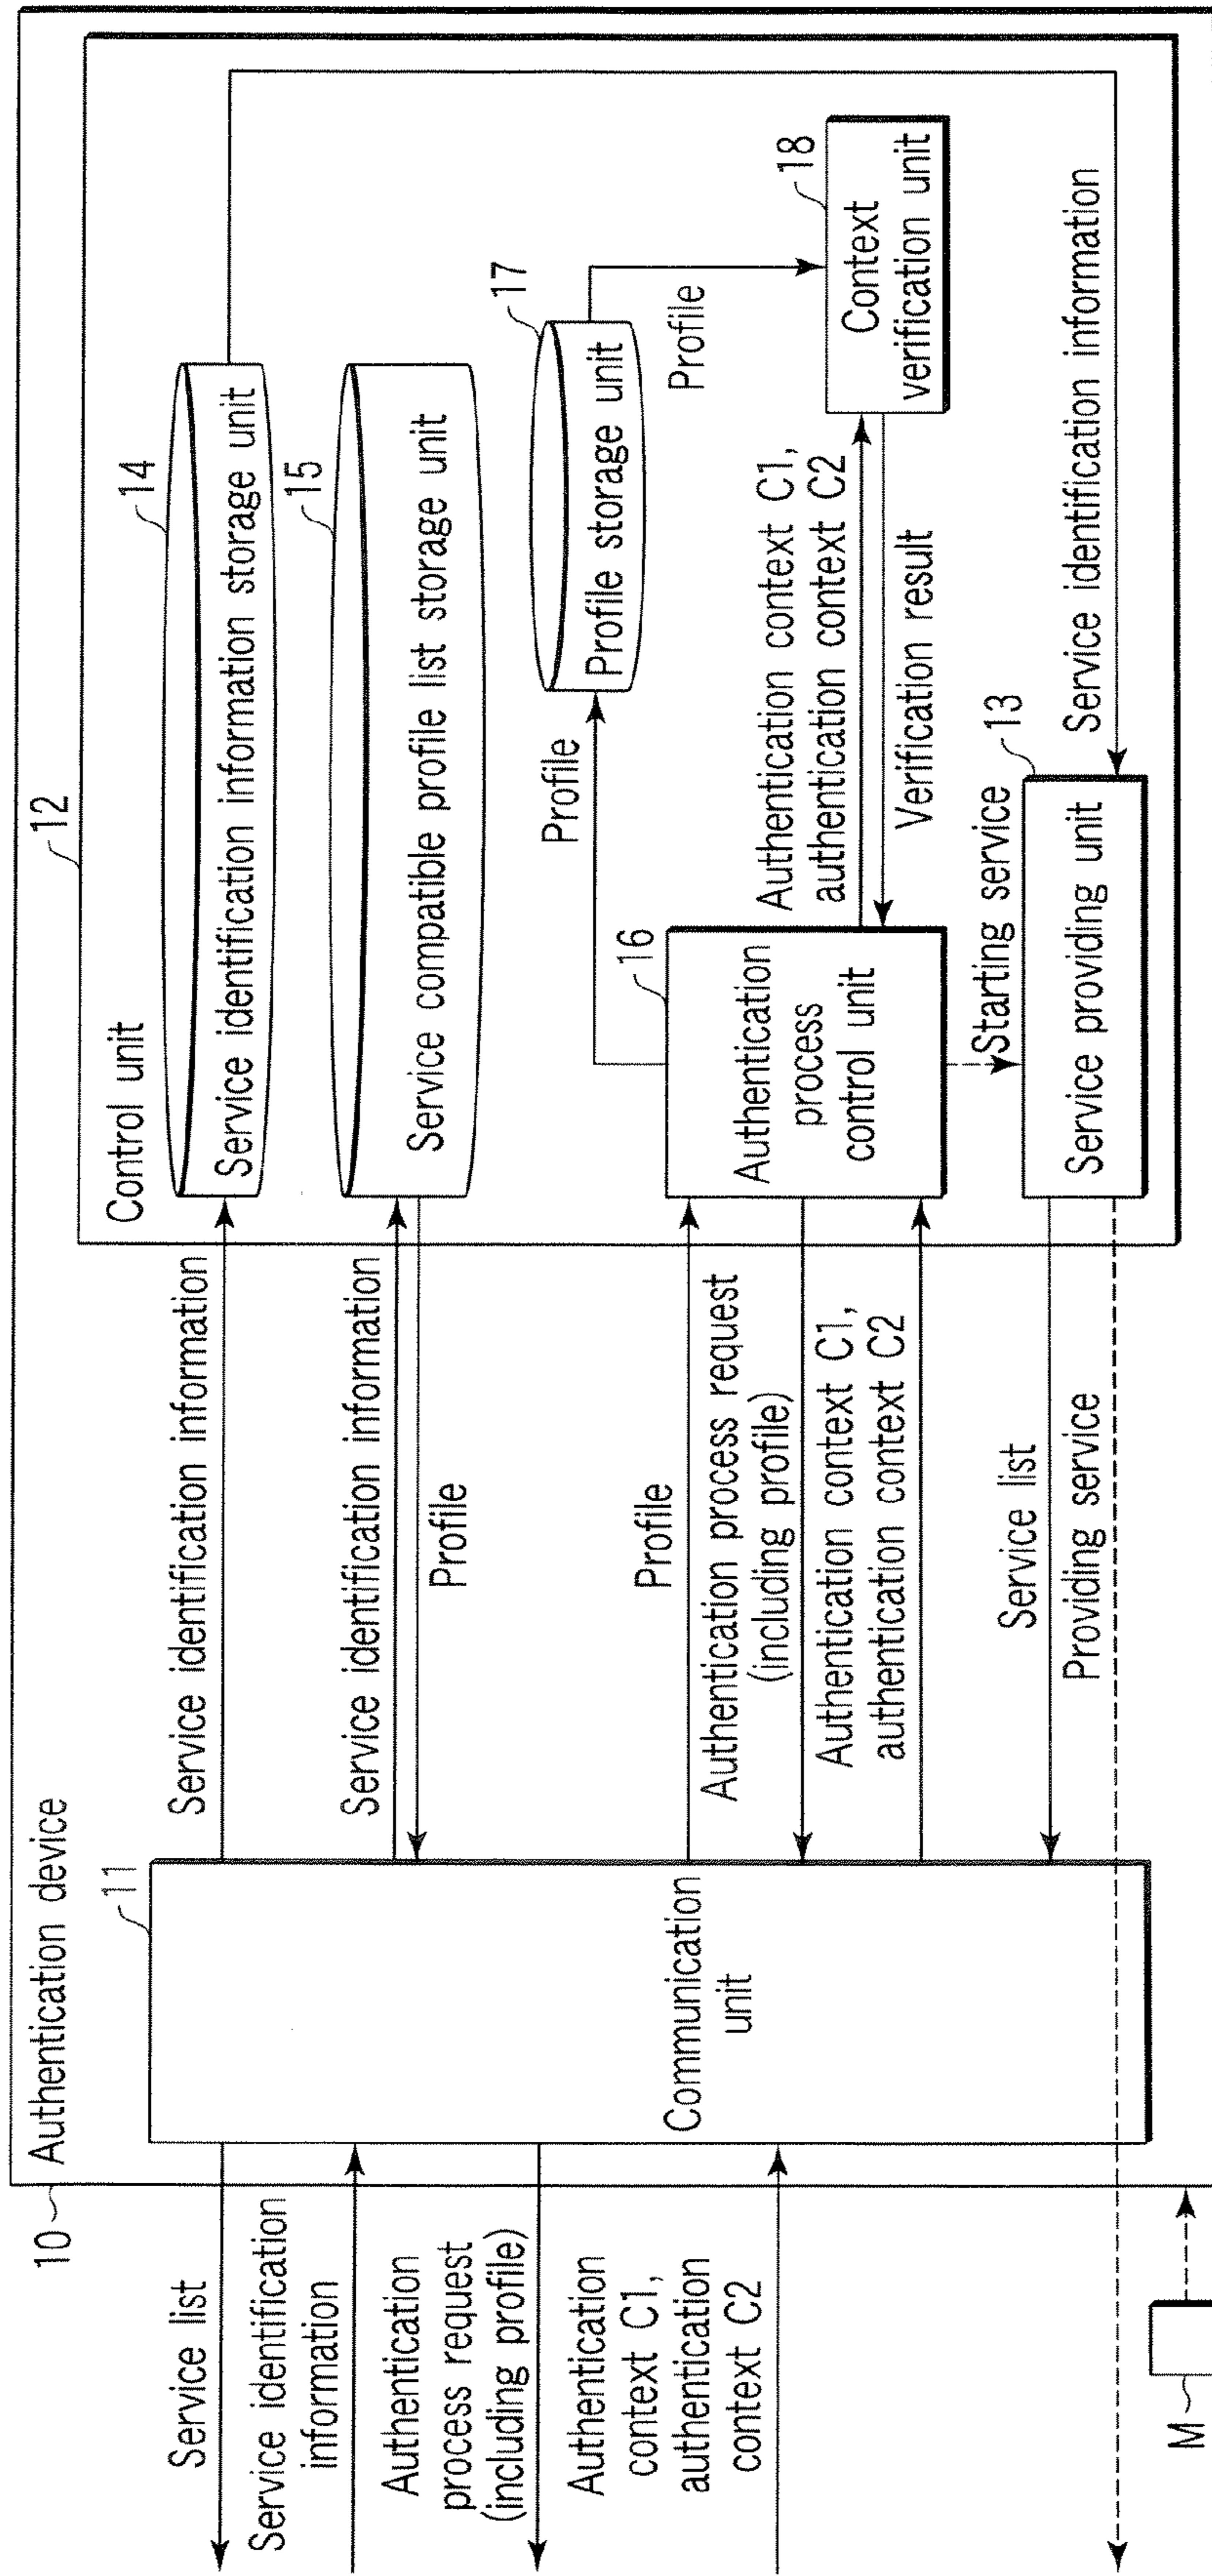 10
Authentication device
Service list
Service identification
information
Authentication
process request
(including profile)
Authentication
context C1,
authentication
context C2
M
11
Communication
unit
Service identification information
Service identification information
Profile
Profile
Authentication process request
(including profile)
Authentication context C1,
authentication context C2
Service list
Providing service
12
Control unit
14
Service identification information storage unit
15
Service compatible profile list storage unit
Profile
17
Profile storage unit
Profile
16
Authentication
process
control unit
Authentication context C1,
authentication context C2
Verification result
18
Context
verification unit
Starting service
13
Service providing unit
Service identification information